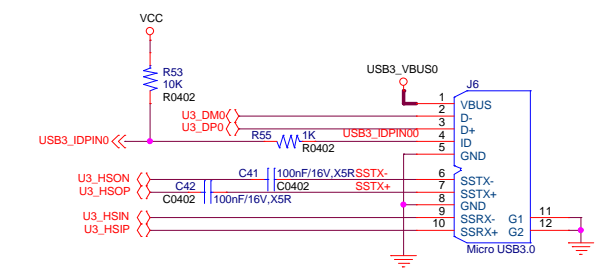 VCC
R53
10K
R0402
USB3_VBUS0
J6
1 VBUS
U3_DM0 2 D-
U3_DP0 3 D+
USB3_IDPIN0 R55 1K USB3_IDPIN00 4 ID
R0402 5 GND
U3_HSON C41 100nF/16V,X5R SSTX- 6 SSTX-
U3_HSOP C42 C0402 SSTX+ 7 SSTX+
C0402 100nF/16V,X5R 8 GND
U3_HSIN 9 SSRX- G1 11
U3_HSIP 10 SSRX+ G2 12
Micro USB3.0